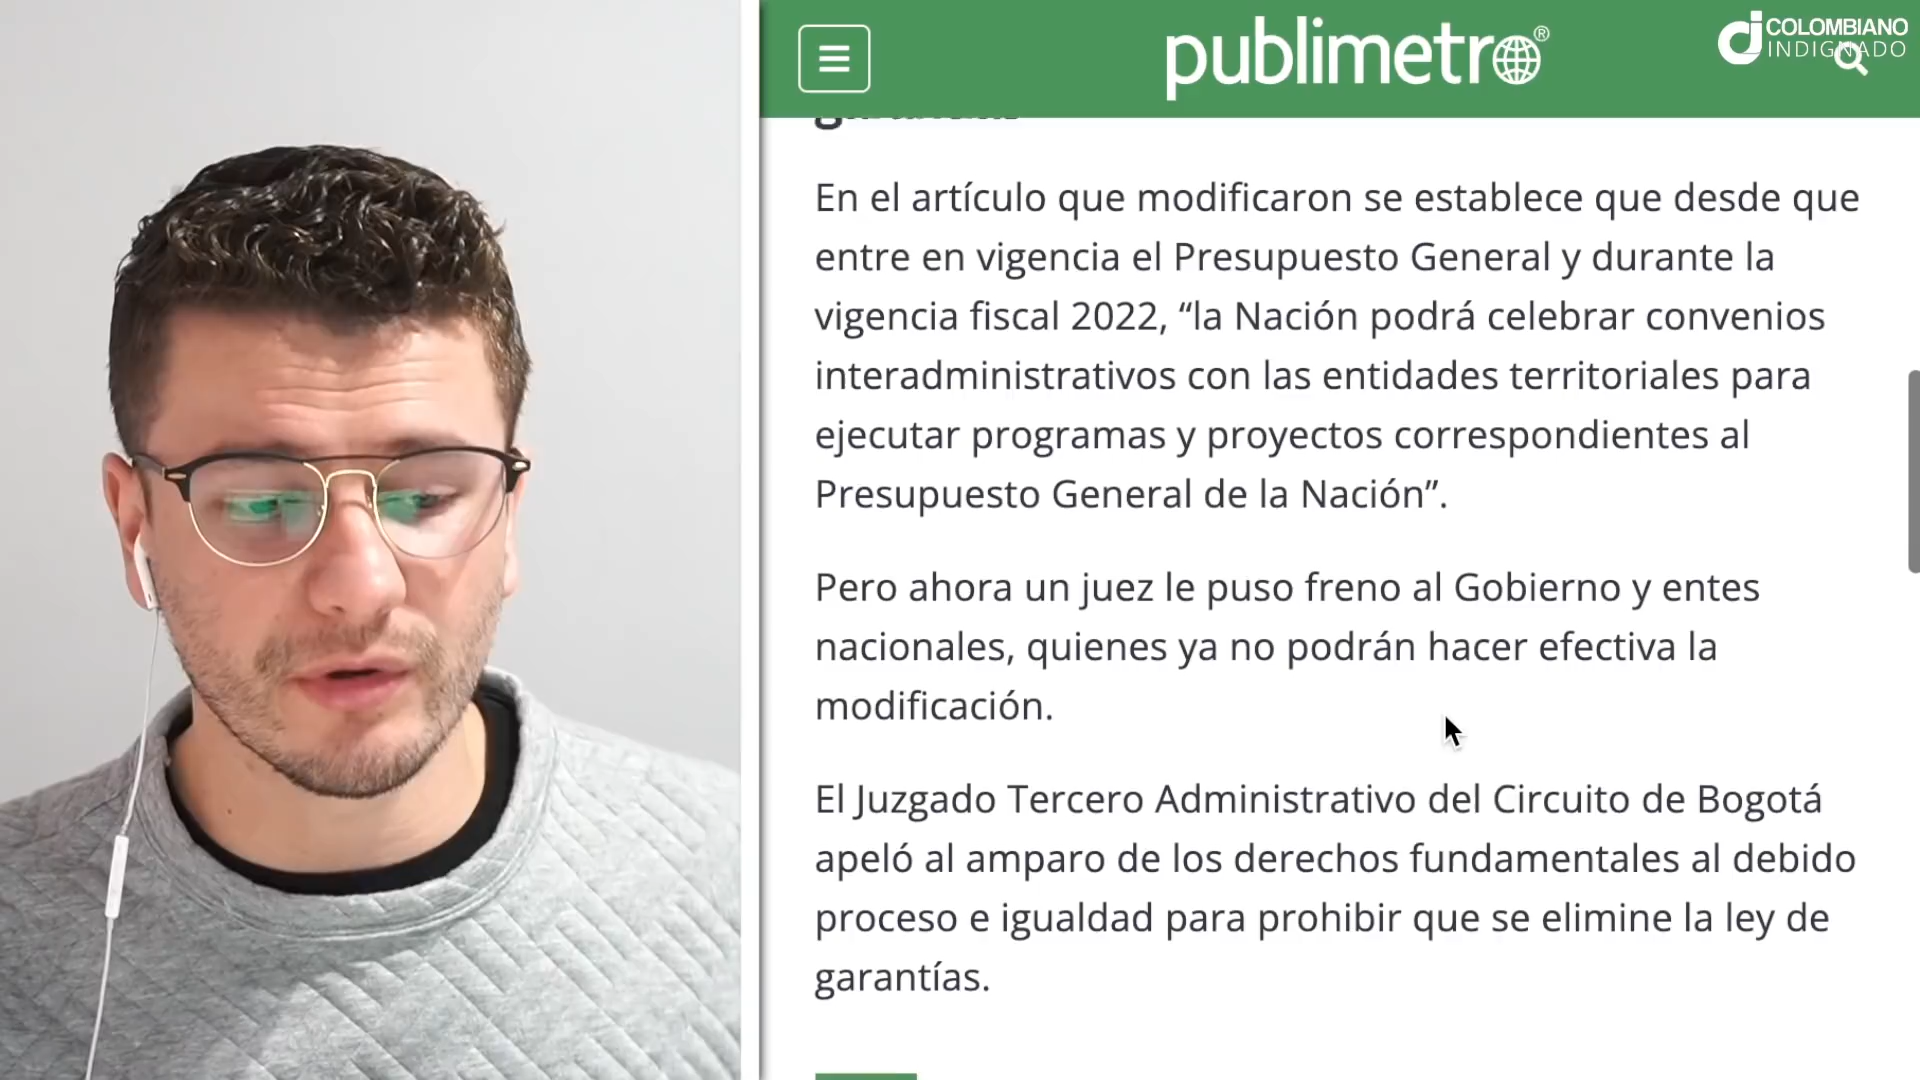 publimetro®
COLOMBIANO
INDIGNADO
En el artículo que modificaron se establece que desde que
entre en vigencia el Presupuesto General y durante la
vigencia fiscal 2022, “la Nación podrá celebrar convenios
interadministrativos con las entidades territoriales para
ejecutar programas y proyectos correspondientes al
Presupuesto General de la Nación”.
Pero ahora un juez le puso freno al Gobierno y entes
nacionales, quienes ya no podrán hacer efectiva la
modificación.
El Juzgado Tercero Administrativo del Circuito de Bogotá
apeló al amparo de los derechos fundamentales al debido
proceso e igualdad para prohibir que se elimine la ley de
garantías.